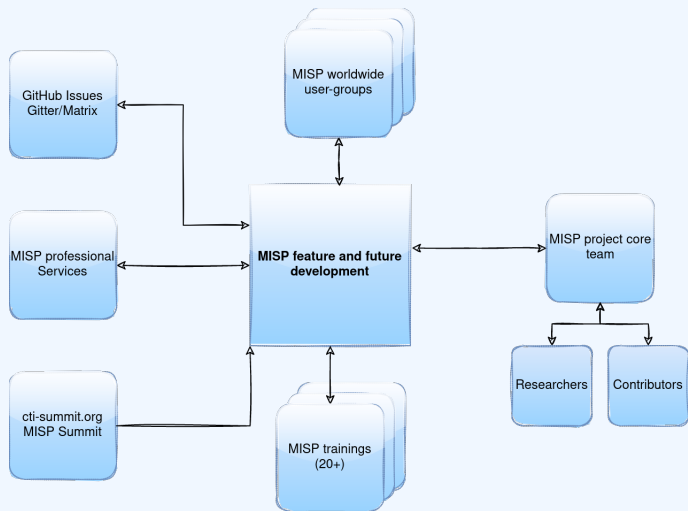 MISP worldwide
user-groups
GitHub Issues
Gitter/Matrix
MISP professional
Services
MISP feature and future
development
MISP project core
team
Researchers
Contributors
cti-summit.org
MISP Summit
MISP trainings
(20+)